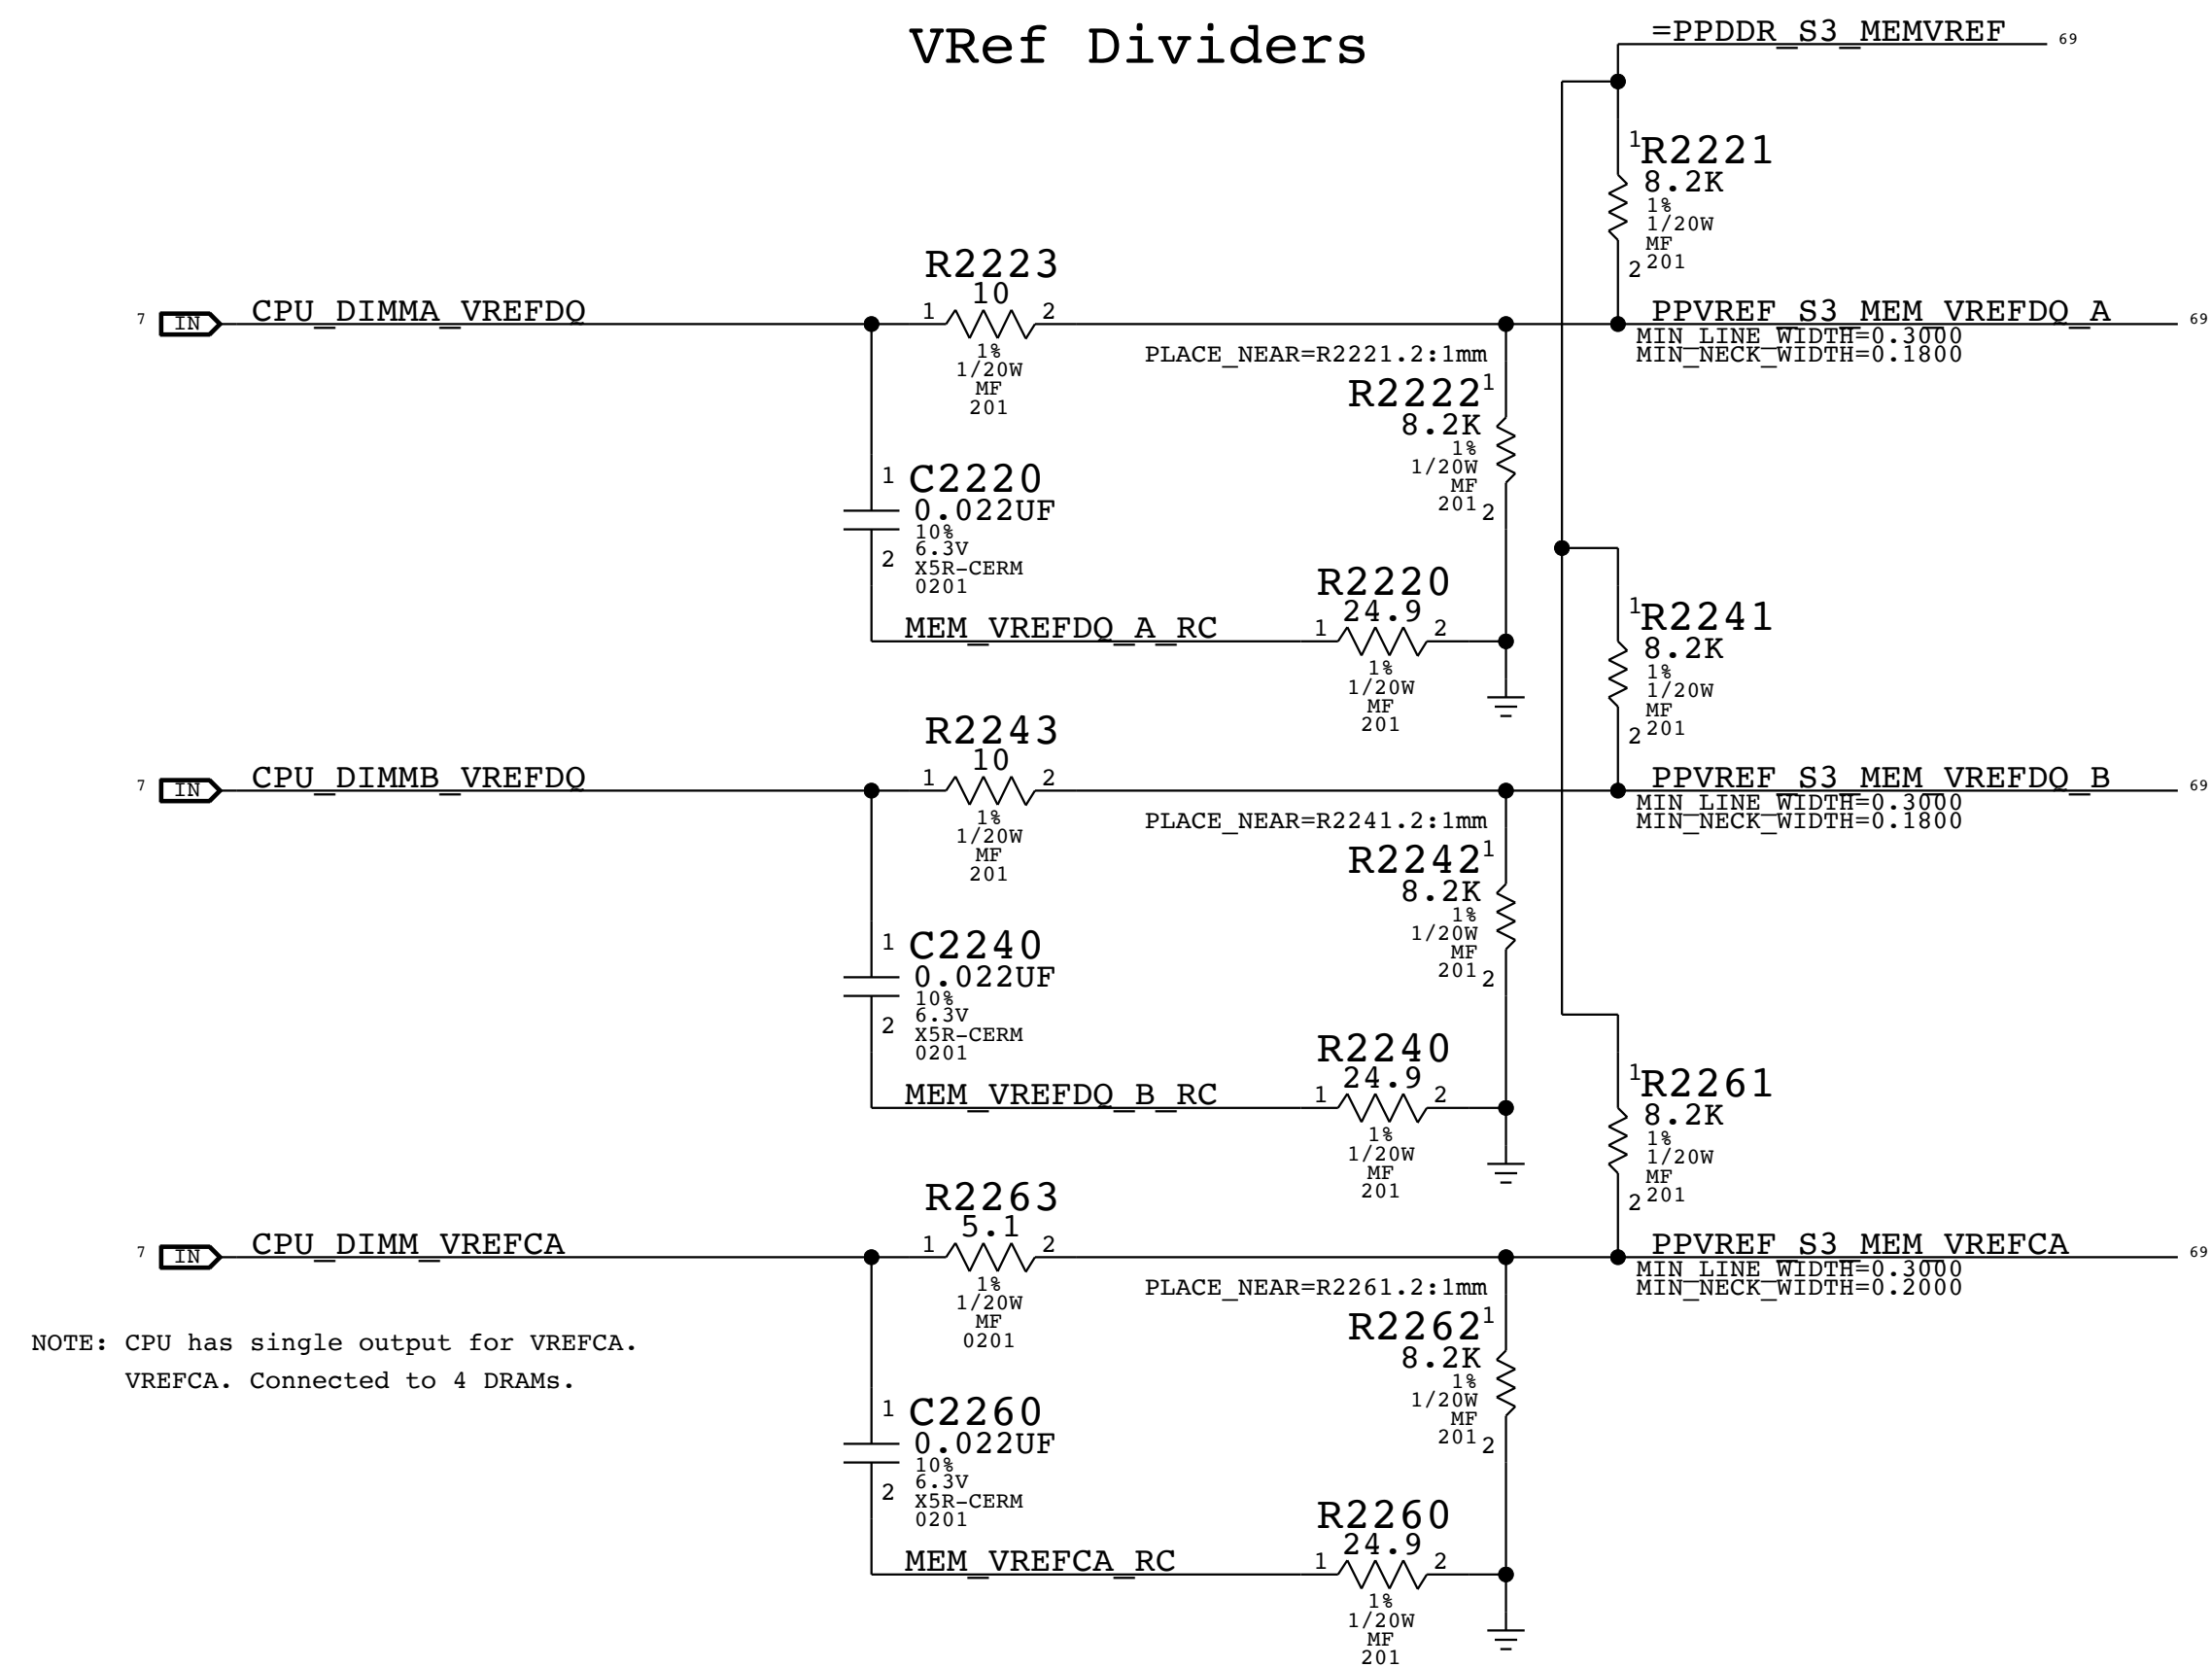 VRef Dividers
=PPDDR_S3_MEMVREF 69
1 R2221
8.2K
1%
1/20W
MF
2 201
R2223
10
7 IN CPU_DIMMA_VREFDQ 1 2 PPVREF_S3_MEM_VREFDQ_A 69
1%
1/20W
MF
201
MIN_LINE_WIDTH=0.3000
MIN_NECK_WIDTH=0.1800
PLACE_NEAR=R2221.2:1mm
R2222 1
8.2K
1%
1/20W
MF
201 2
1 C2220
0.022UF
10%
6.3V
2 X5R-CERM
0201
R2220
24.9
MEM_VREFDQ_A_RC 1 2
1%
1/20W
MF
201
1 R2241
8.2K
1%
1/20W
MF
2 201
R2243
10
7 IN CPU_DIMMB_VREFDQ 1 2 PPVREF_S3_MEM_VREFDQ_B 69
1%
1/20W
MF
201
MIN_LINE_WIDTH=0.3000
MIN_NECK_WIDTH=0.1800
PLACE_NEAR=R2241.2:1mm
R2242 1
8.2K
1%
1/20W
MF
201 2
1 C2240
0.022UF
10%
6.3V
2 X5R-CERM
0201
R2240
24.9
MEM_VREFDQ_B_RC 1 2
1%
1/20W
MF
201
1 R2261
8.2K
1%
1/20W
MF
2 201
R2263
5.1
7 IN CPU_DIMM_VREFCA 1 2 PPVREF_S3_MEM_VREFCA 69
1%
1/20W
MF
0201
MIN_LINE_WIDTH=0.3000
MIN_NECK_WIDTH=0.2000
PLACE_NEAR=R2261.2:1mm
NOTE: CPU has single output for VREFCA.
VREFCA. Connected to 4 DRAMs.
R2262 1
8.2K
1%
1/20W
MF
201 2
1 C2260
0.022UF
10%
6.3V
2 X5R-CERM
0201
R2260
24.9
MEM_VREFCA_RC 1 2
1%
1/20W
MF
201